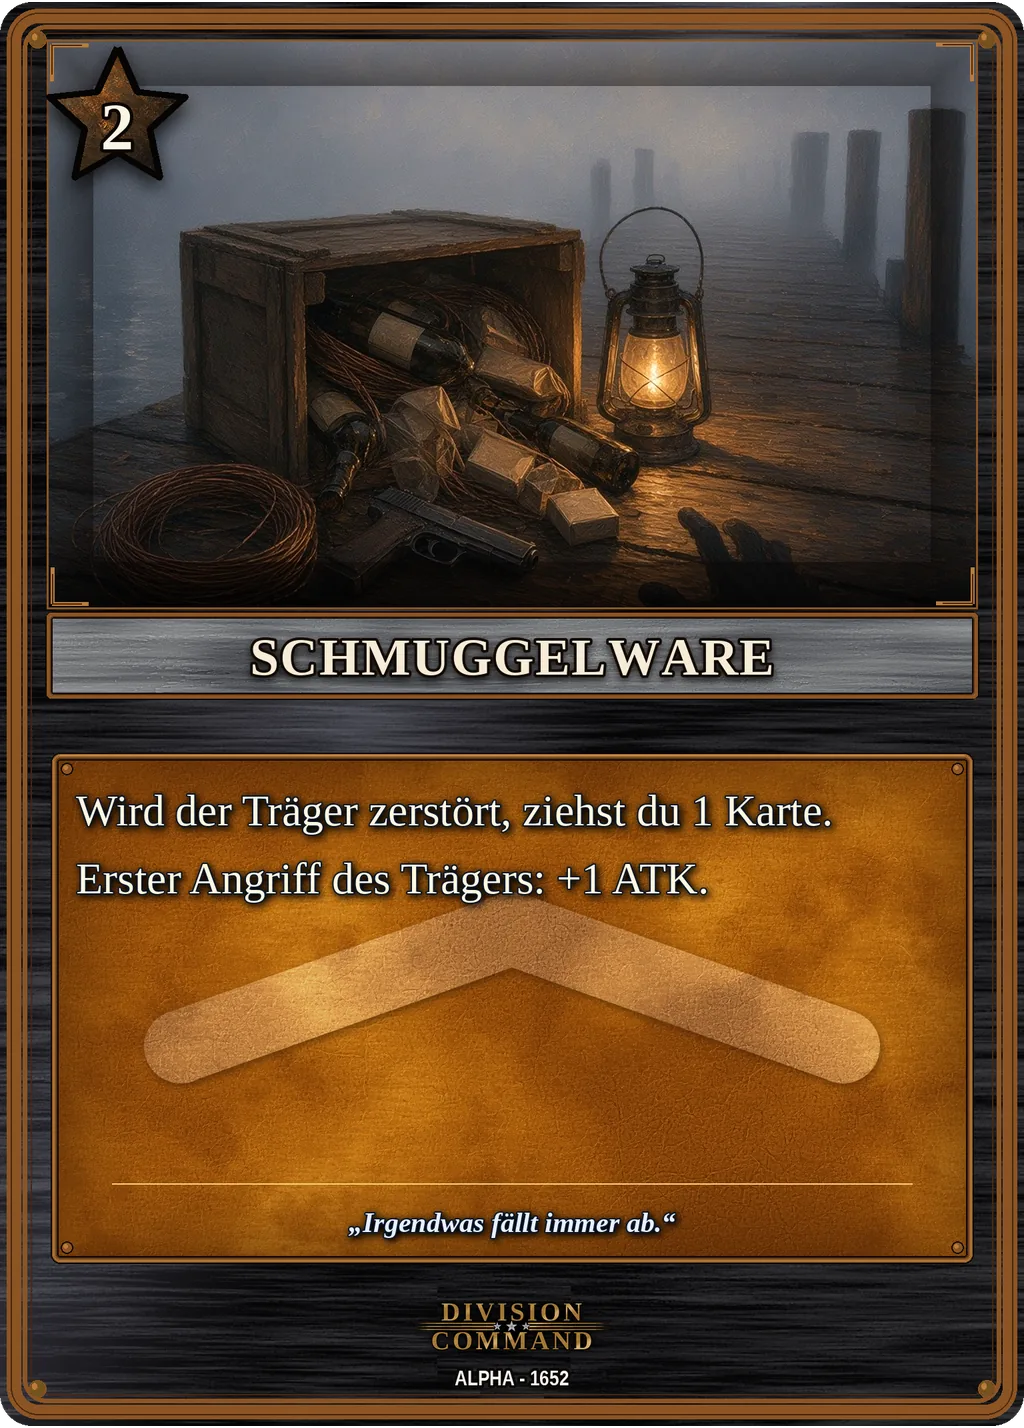 2
SCHMUGGELWARE
Wird der Träger zerstört, ziehst du 1 Karte.
Erster Angriff des Trägers: +1 ATK.
„Irgendwas fällt immer ab.“
DIVISION
COMMAND
ALPHA - 1652